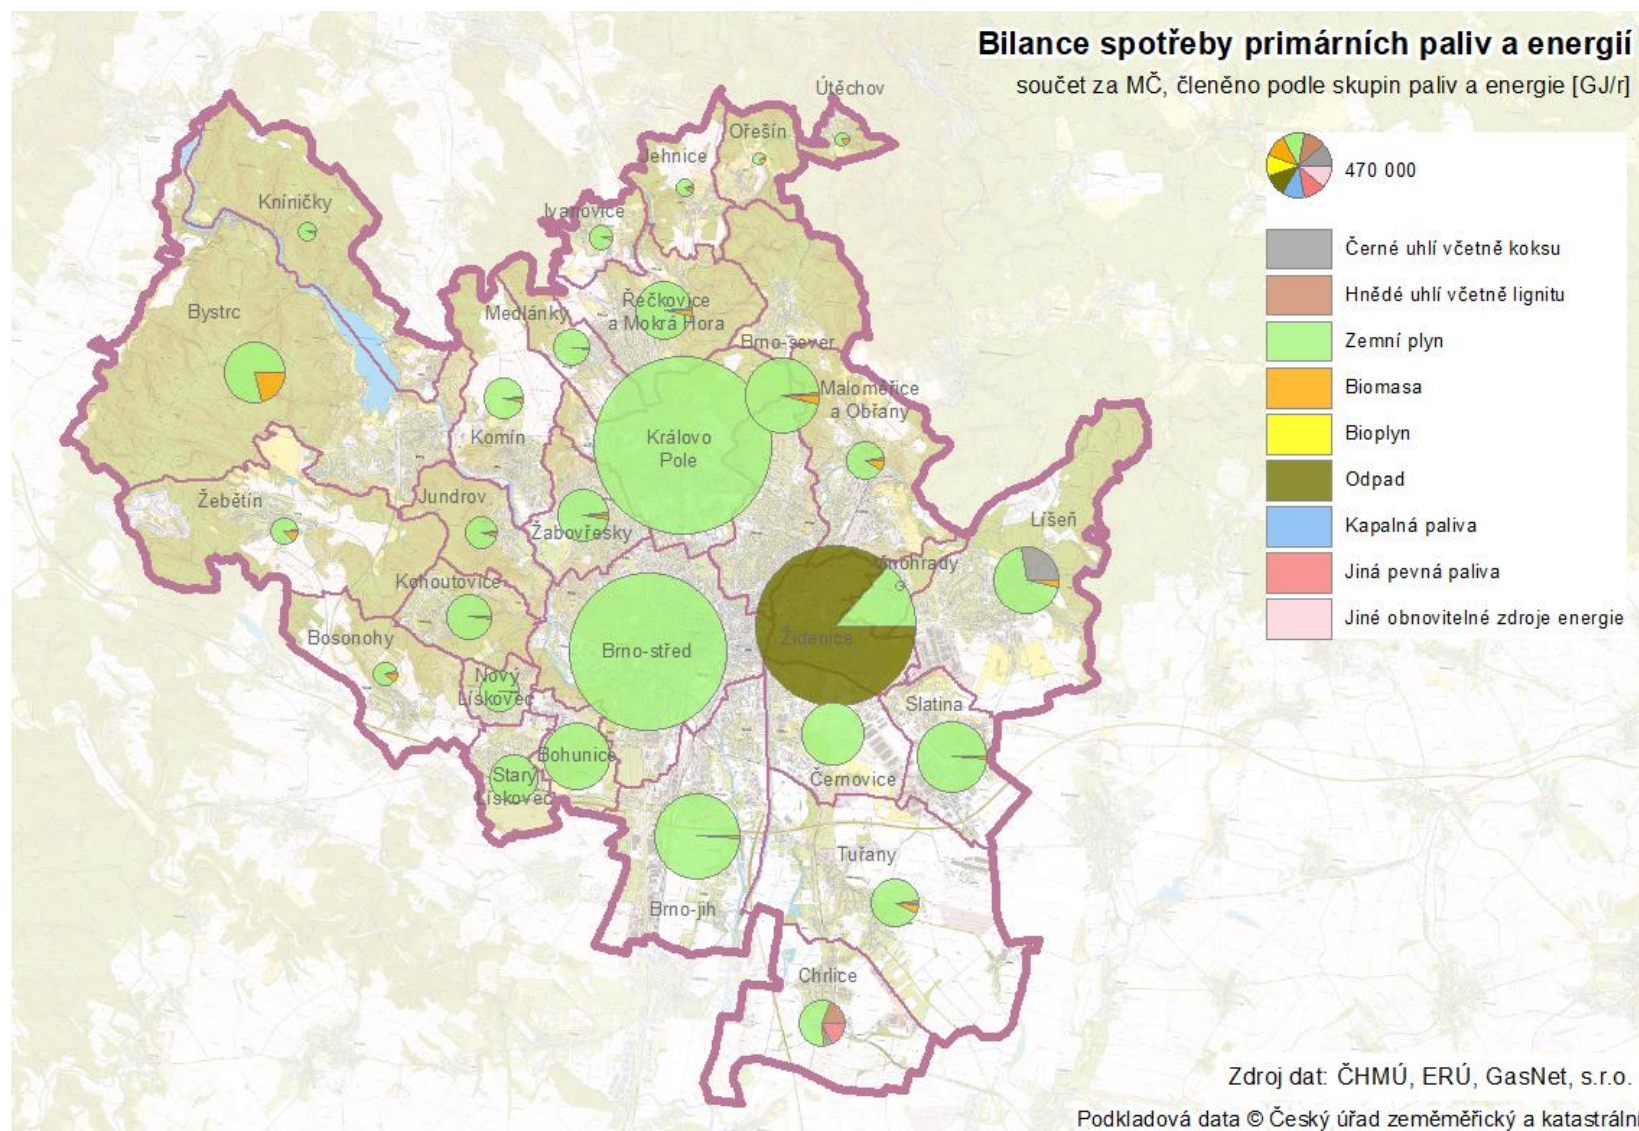 Bilance spotřeby primárních paliv a energií
součet za MČ, členěno podle skupin paliv a energie [GJ/r]
470 000
Černé uhlí včetně koksu
Hnědé uhlí včetně lignitu
Zemní plyn
Biomasa
Bioplyn
Odpad
Kapalná paliva
Jiná pevná paliva
Jiné obnovitelné zdroje energie
Útěchov
Ořešín
Jehnice
Kníničky
Ivanovice
Bystrc
Medlánky
Řečkovice
a Mokrá Hora
Brno-sever
Maloměřice
a Obřany
Komín
Královo
Pole
Žebětín
Jundrov
Žabovřesky
Líšeň
Vinohrady
Kohoutovice
Bosonohy
Brno-střed
Židenice
Nový
Lískovec
Slatina
Bohunice
Starý
Lískovec
Černovice
Tuřany
Brno-jih
Chrlice
Zdroj dat: ČHMÚ, ERÚ, GasNet, s.r.o.
Podkladová data © Český úřad zeměměřický a katastrální